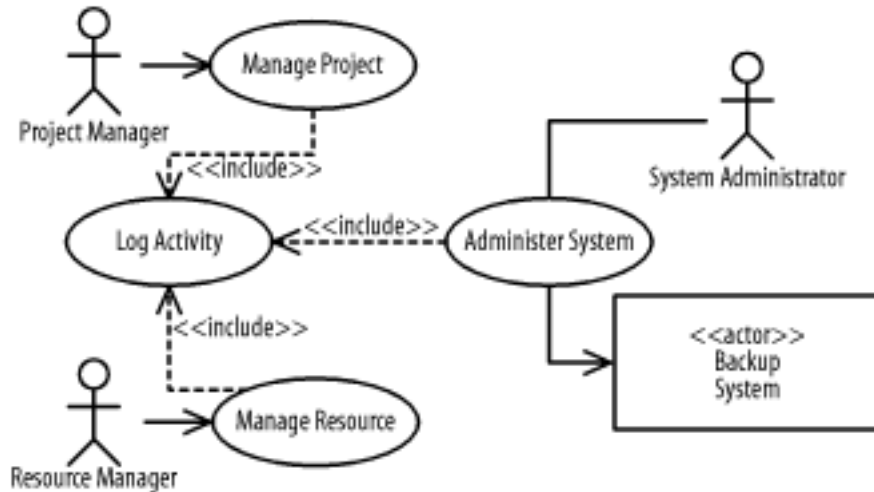 Manage Project
Project Manager
<<include>>
System Administrator
Log Activity
<<include>>
Administer System
<<include>>
<<actor>>
Backup
System
Manage Resource
Resource Manager